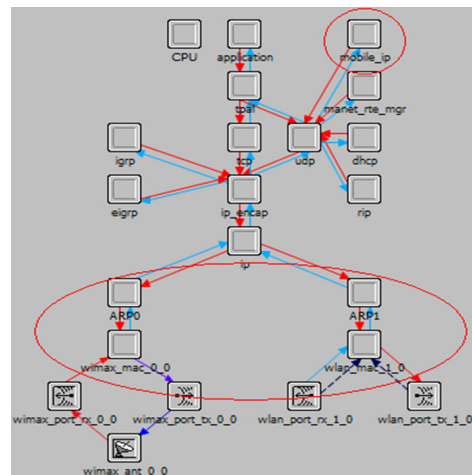 CPU
application
mobile_ip
tpal
manet_rte_mgr
igrp
tcp
udp
dhcp
eigrp
ip_encap
rip
ip
ARP0
ARP1
wimax_mac_0_0
wlan_mac_1_0
wimax_port_rx_0_0
wimax_port_tx_0_0
wlan_port_rx_1_0
wlan_port_tx_1_0
wimax_ant_0_0